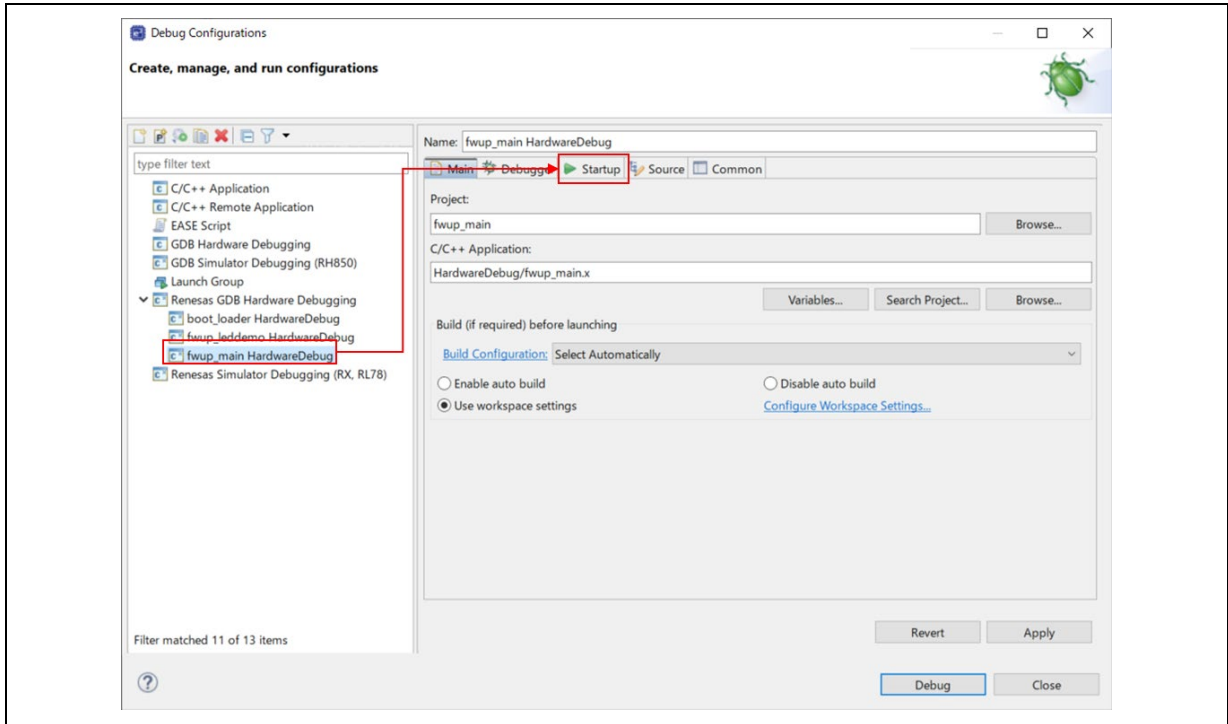 Debug Configurations
Create, manage, and run configurations
type filter text
C/C++ Application
C/C++ Remote Application
EASE Script
GDB Hardware Debugging
GDB Simulator Debugging (RH850)
Launch Group
Renesas GDB Hardware Debugging
boot_loader HardwareDebug
fwup_leddemo HardwareDebug
fwup_main HardwareDebug
Renesas Simulator Debugging (RX, RL78)
Filter matched 11 of 13 items
Name: fwup_main HardwareDebug
Main Debugge Startup Source Common
Project:
fwup_main Browse...
C/C++ Application:
HardwareDebug/fwup_main.x
Variables... Search Project... Browse...
Build (if required) before launching
Build Configuration: Select Automatically
Enable auto build Disable auto build
Use workspace settings Configure Workspace Settings...
Revert Apply
Debug Close